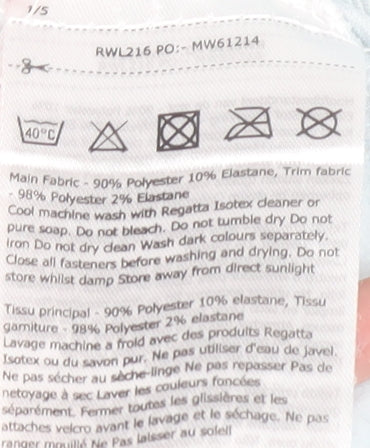 1/5
RWL216 PO:- MW61214
40°C
Main Fabric - 90% Polyester 10% Elastane, Trim fabric
- 98% Polyester 2% Elastane
Cool machine wash with Regatta Isotex cleaner or
pure soap. Do not bleach. Do not tumble dry Do not
iron Do not dry clean Wash dark colours separately.
Close all fasteners before washing and drying. Do not
store whilst damp Store away from direct sunlight
Tissu principal - 90% Polyester 10% elastane, Tissu
garniture - 98% Polyester 2% elastane
Lavage machine a froid avec des produits Regatta
Isotex ou du savon pur. Ne pas utiliser d'eau de javel.
Ne pas sécher au sèche-linge Ne pas repasser Pas de
netoyage à sec Laver les couleurs foncées
séparément. Fermer toutes les glissières et les
attaches velcro avant le lavage et le séchage. Ne pas
ranger mouillé Ne Pas laisser au soleil